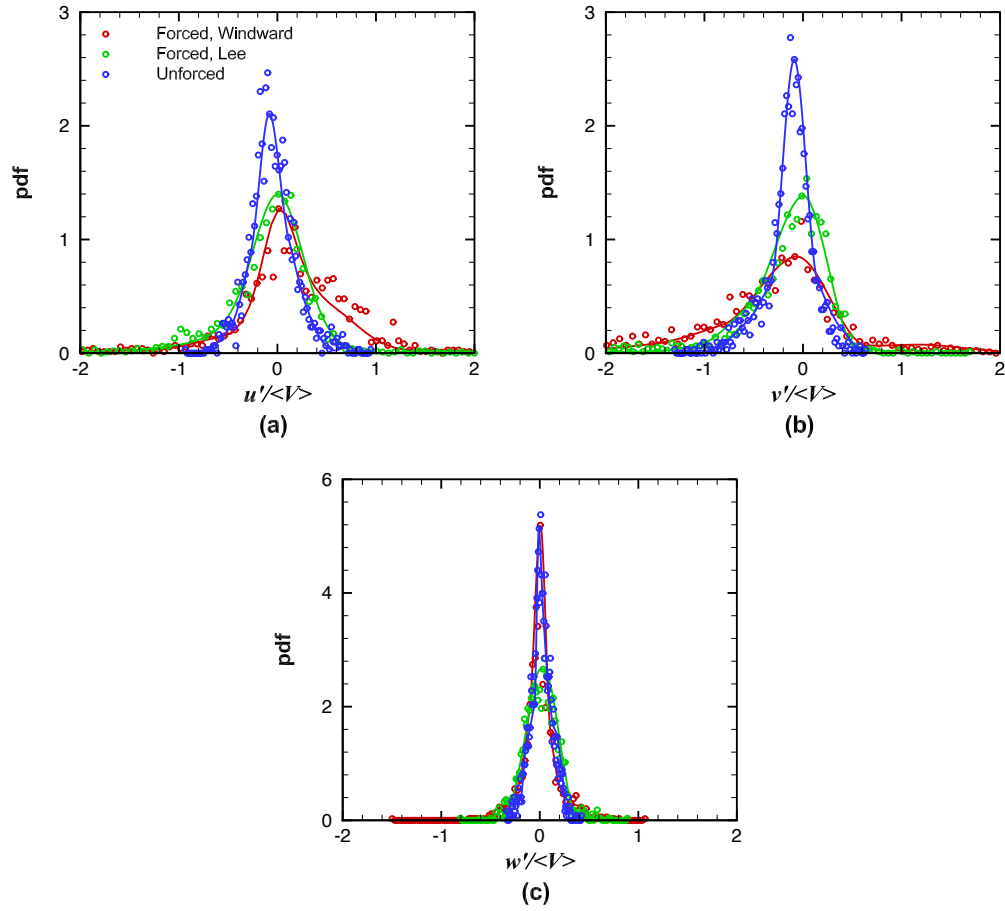 3
Forced, Windward
Forced, Lee
Unforced
2
pdf
1
0
-2 -1 0 1 2
u'/<V>
(a)
3
2
pdf
1
0
-2 -1 0 1 2
v'/<V>
(b)
6
4
pdf
2
0
-2 -1 0 1 2
w'/<V>
(c)